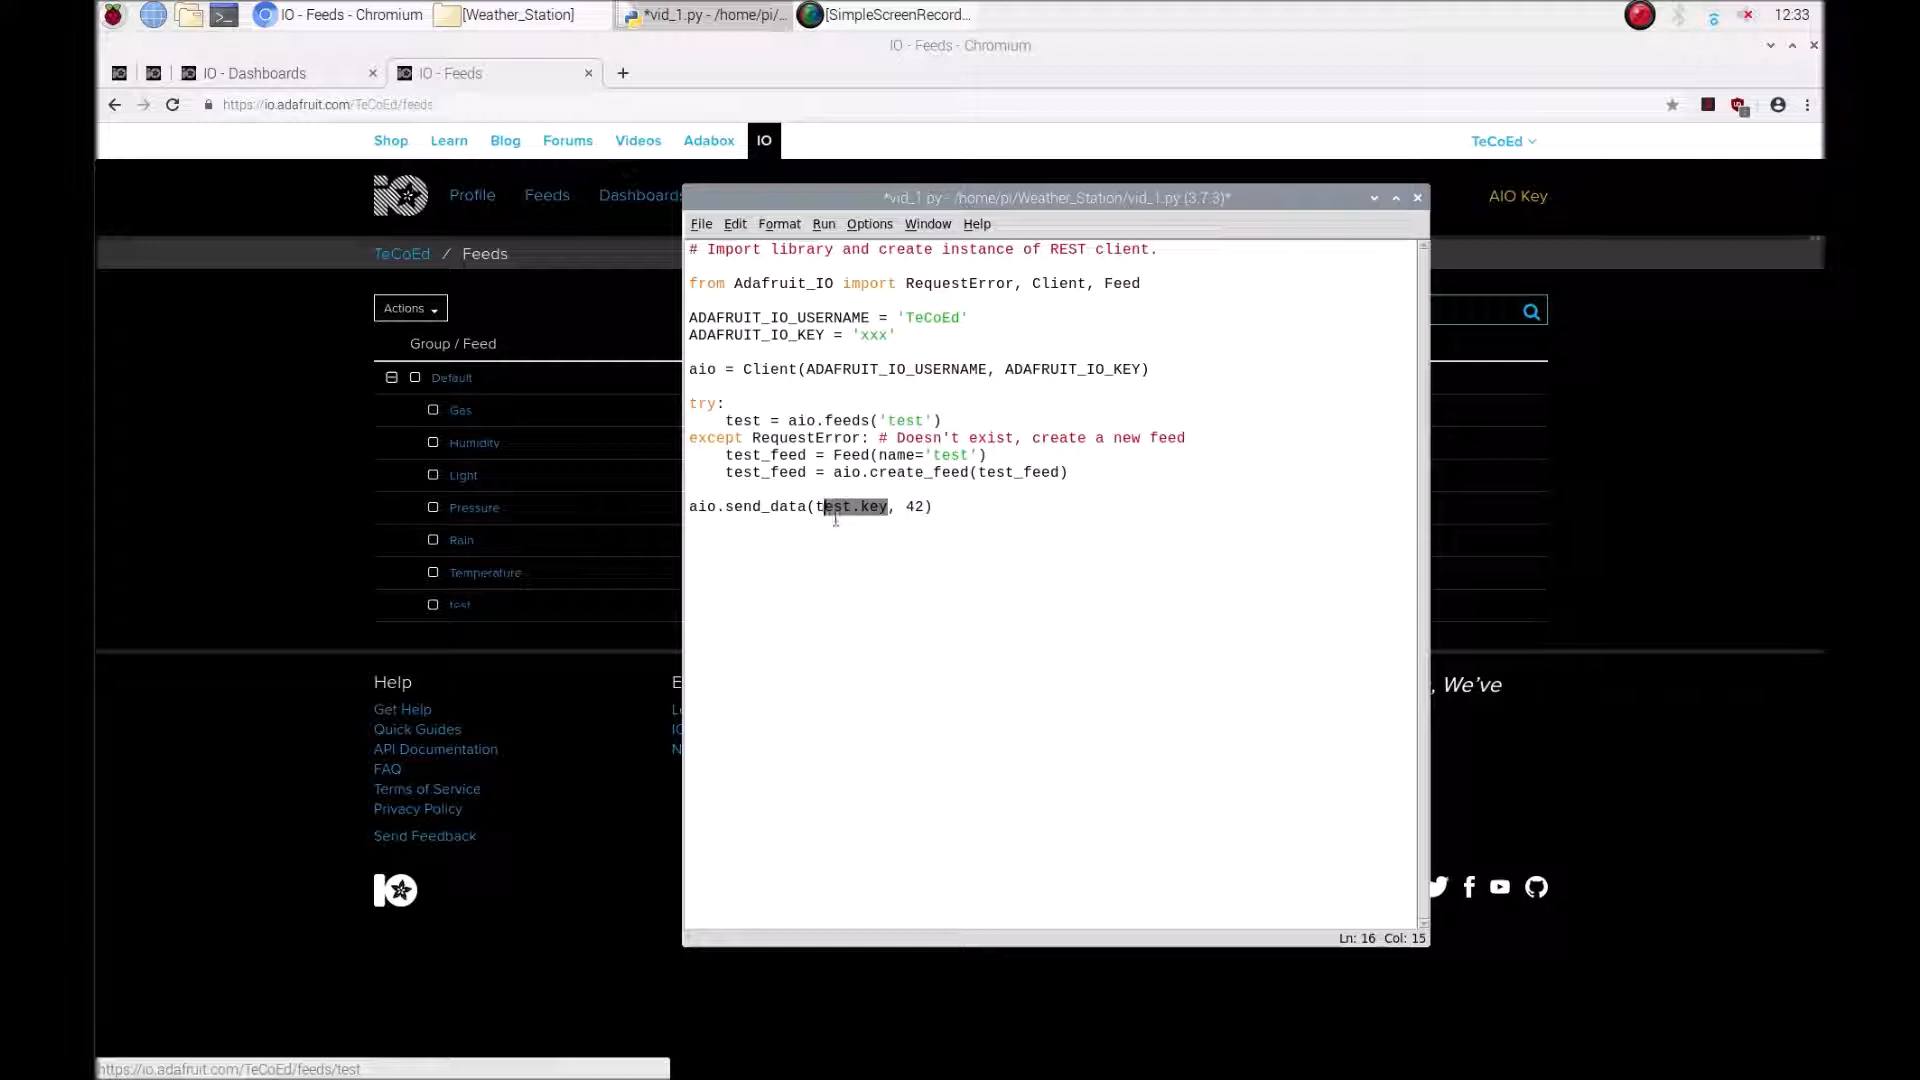 IO - Feeds - Chromium
[Weather_Station]
*vid_1.py - /home/pi/...
[SimpleScreenRecord...
12:33
IO - Feeds - Chromium
IO - Dashboards
IO - Feeds
https://io.adafruit.com/TeCoEd/feeds
Shop Learn Blog Forums Videos Adabox IO
TeCoEd
Profile Feeds Dashboards
AIO Key
TeCoEd / Feeds
Actions
Group / Feed
Default
Gas
Humidity
Light
Pressure
Rain
Temperature
test
*vid_1.py - /home/pi/Weather_Station/vid_1.py (3.7.3)*
File Edit Format Run Options Window Help
# Import library and create instance of REST client.
from Adafruit_IO import RequestError, Client, Feed
ADAFRUIT_IO_USERNAME = 'TeCoEd'
ADAFRUIT_IO_KEY = 'xxx'
aio = Client(ADAFRUIT_IO_USERNAME, ADAFRUIT_IO_KEY)
try:
    test = aio.feeds('test')
except RequestError: # Doesn't exist, create a new feed
    test_feed = Feed(name='test')
    test_feed = aio.create_feed(test_feed)
aio.send_data(test.key, 42)
Ln: 16 Col: 15
Help
Get Help
Quick Guides
API Documentation
FAQ
Terms of Service
Privacy Policy
Send Feedback
, We've
https://io.adafruit.com/TeCoEd/feeds/test